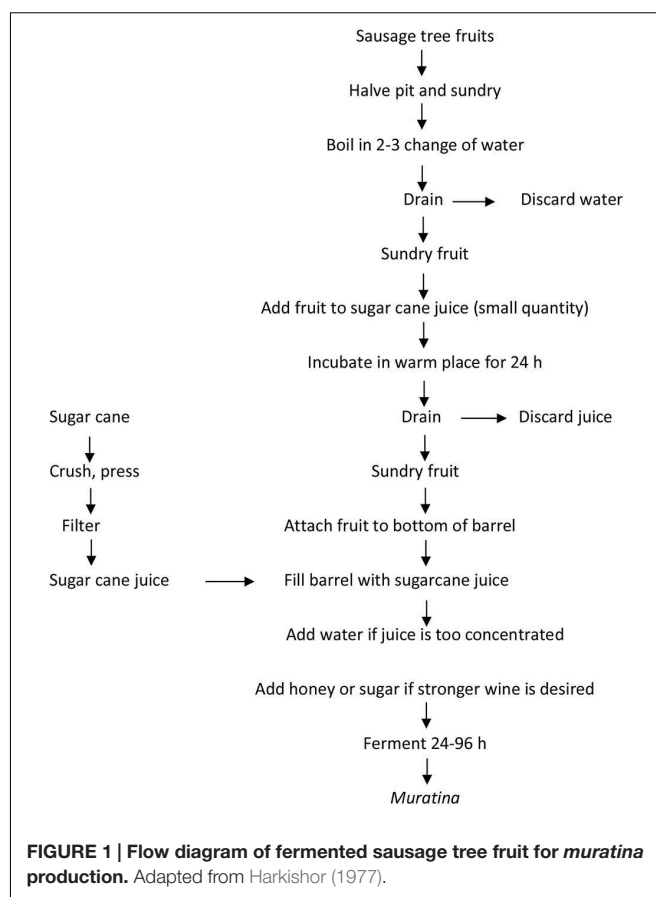 Sausage tree fruits
Halve pit and sundry
Boil in 2-3 change of water
Drain
Discard water
Sundry fruit
Add fruit to sugar cane juice (small quantity)
Incubate in warm place for 24 h
Sugar cane
Drain
Discard juice
Crush, press
Sundry fruit
Filter
Attach fruit to bottom of barrel
Sugar cane juice
Fill barrel with sugarcane juice
Add water if juice is too concentrated
Add honey or sugar if stronger wine is desired
Ferment 24-96 h
Muratina
FIGURE 1 | Flow diagram of fermented sausage tree fruit for muratina
production. Adapted from Harkishor (1977).